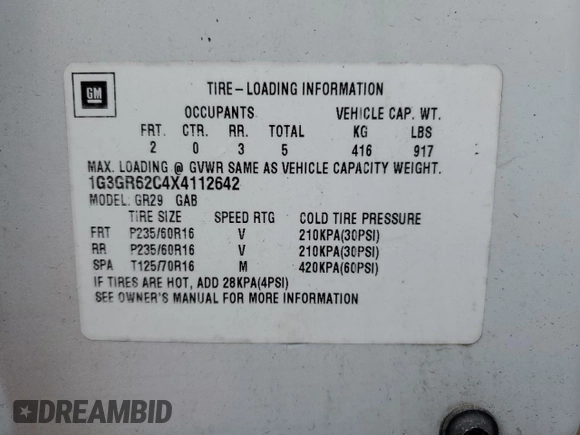 GM
TIRE-LOADING INFORMATION
OCCUPANTS VEHICLE CAP. WT.
FRT. CTR. RR. TOTAL KG LBS
2 0 3 5 416 917
MAX. LOADING @ GVWR SAME AS VEHICLE CAPACITY WEIGHT.
1G3GR62C4X4112642
MODEL: GR29 GAB
TIRE SIZE SPEED RTG COLD TIRE PRESSURE
FRT P235/60R16 V 210KPA(30PSI)
RR P235/60R16 V 210KPA(30PSI)
SPA T125/70R16 M 420KPA(60PSI)
IF TIRES ARE HOT, ADD 28KPA(4PSI)
SEE OWNER'S MANUAL FOR MORE INFORMATION
DREAMBID